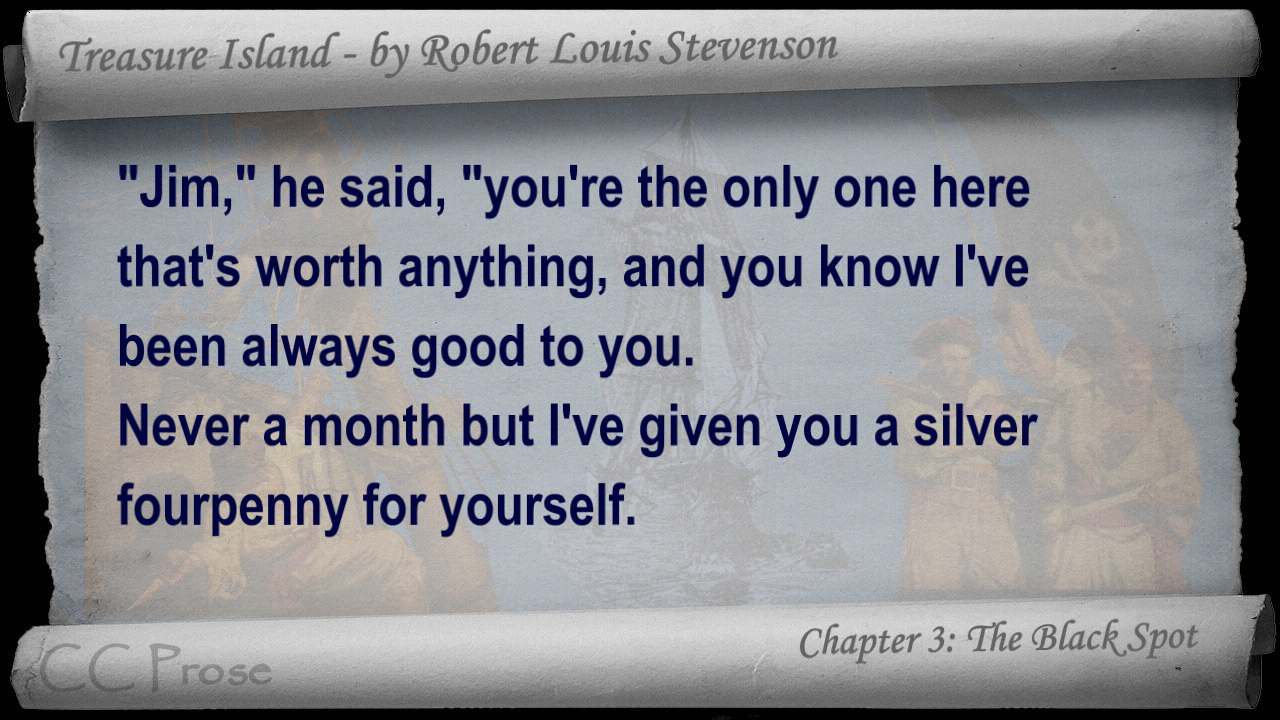 Treasure Island - by Robert Louis Stevenson
"Jim," he said, "you're the only one here
that's worth anything, and you know I've
been always good to you.
Never a month but I've given you a silver
fourpenny for yourself.
Chapter 3: The Black Spot
CC Prose